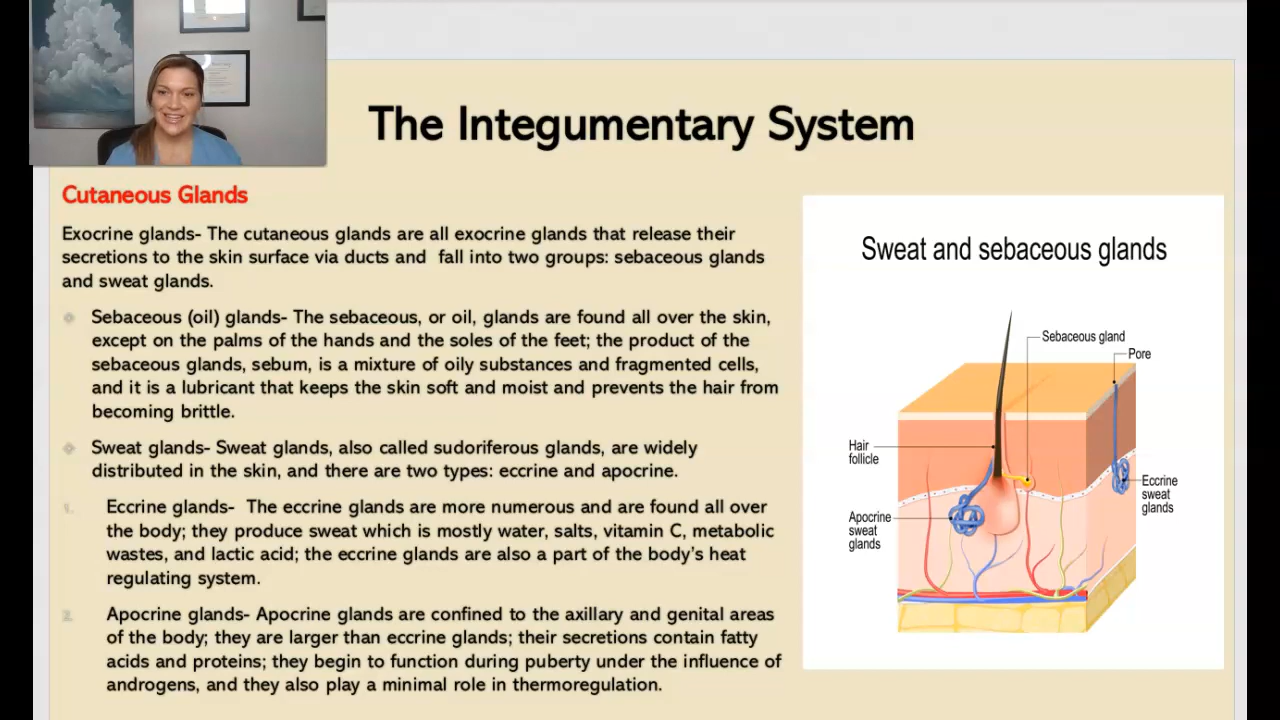 The Integumentary System
Cutaneous Glands
Exocrine glands- The cutaneous glands are all exocrine glands that release their
secretions to the skin surface via ducts and fall into two groups: sebaceous glands
and sweat glands.
Sebaceous (oil) glands- The sebaceous, or oil, glands are found all over the skin,
except on the palms of the hands and the soles of the feet; the product of the
sebaceous glands, sebum, is a mixture of oily substances and fragmented cells,
and it is a lubricant that keeps the skin soft and moist and prevents the hair from
becoming brittle.
Sweat glands- Sweat glands, also called sudoriferous glands, are widely
distributed in the skin, and there are two types: eccrine and apocrine.
1. Eccrine glands- The eccrine glands are more numerous and are found all over
the body; they produce sweat which is mostly water, salts, vitamin C, metabolic
wastes, and lactic acid; the eccrine glands are also a part of the body's heat
regulating system.
2. Apocrine glands- Apocrine glands are confined to the axillary and genital areas
of the body; they are larger than eccrine glands; their secretions contain fatty
acids and proteins; they begin to function during puberty under the influence of
androgens, and they also play a minimal role in thermoregulation.
Sweat and sebaceous glands
Sebaceous gland
Pore
Hair
follicle
Eccrine
sweat
glands
Apocrine
sweat
glands